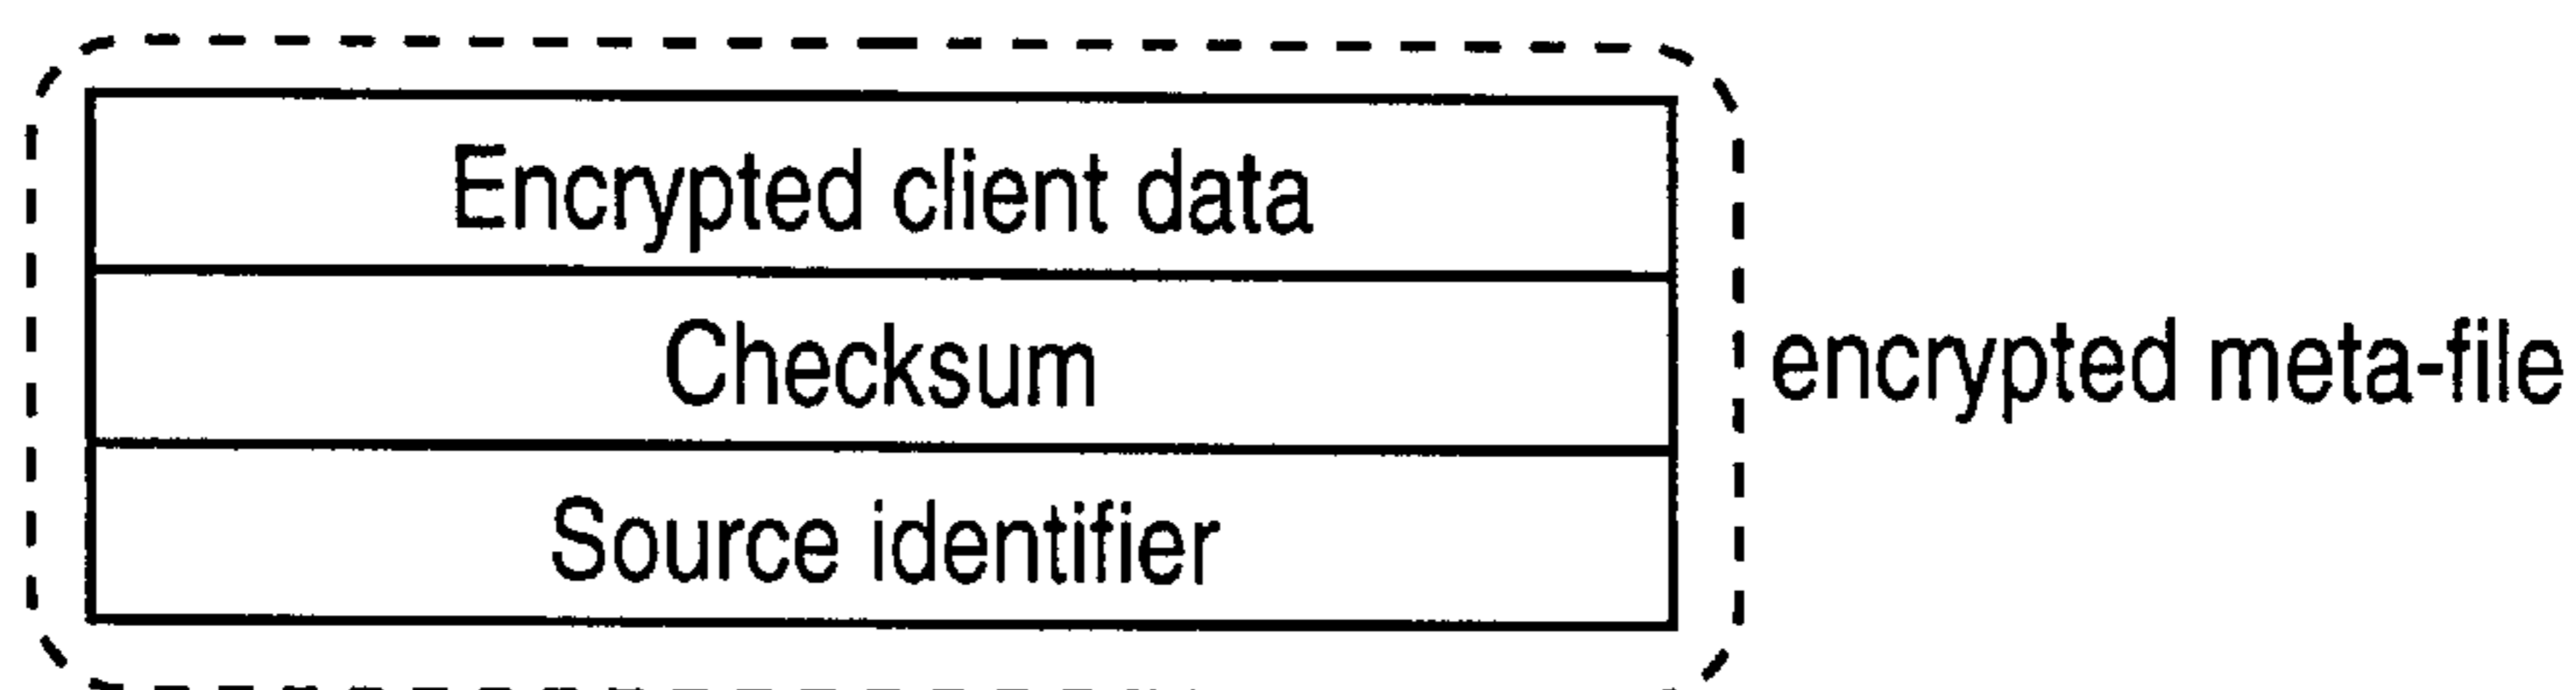 Encrypted client data
Checksum
encrypted meta-file
Source identifier